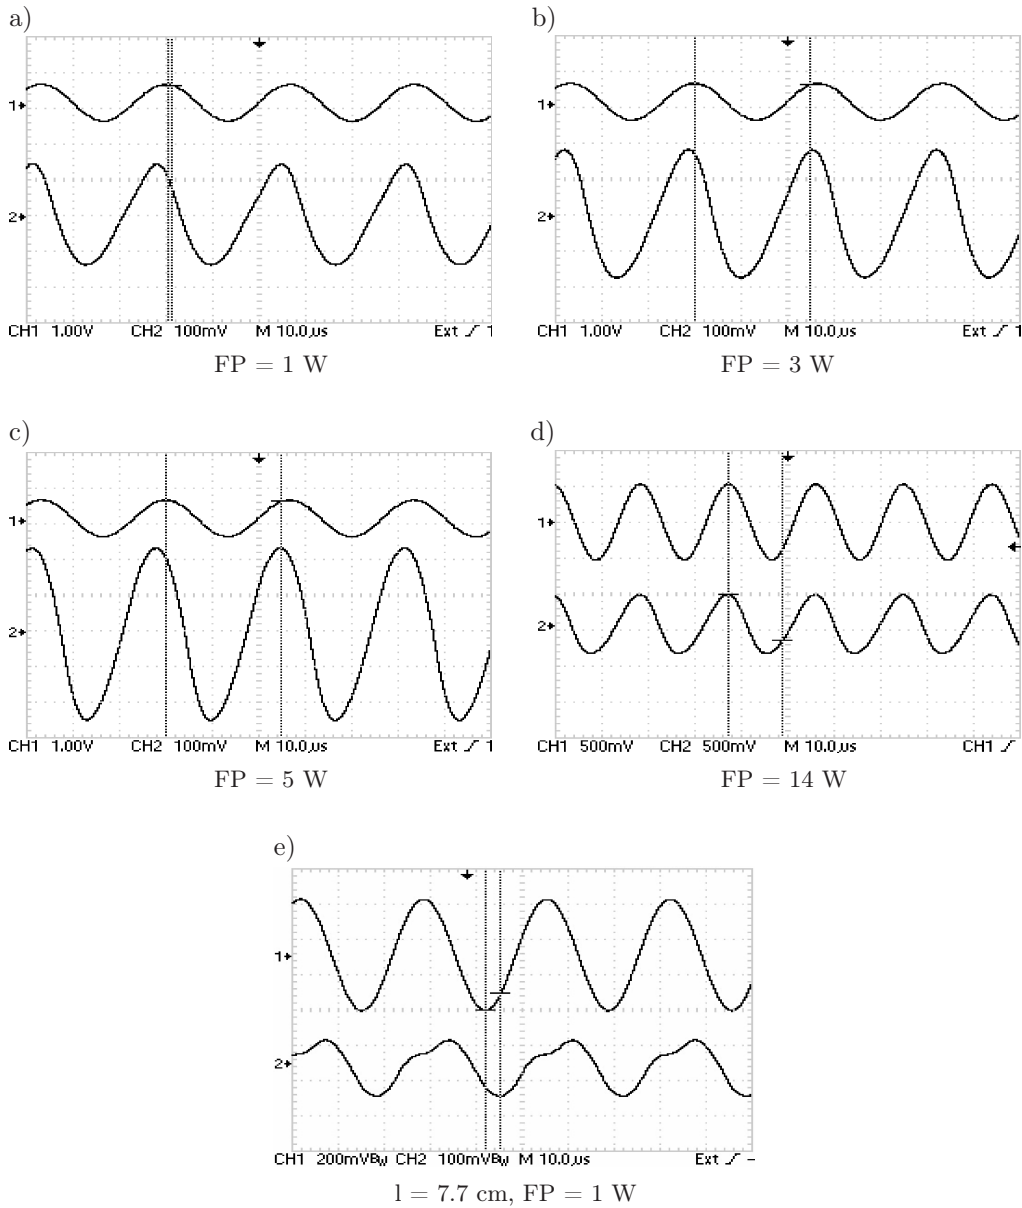 a)
1
2
CH1 1.00V CH2 100mV M 10.0µs Ext 1
FP = 1 W
b)
1
2
CH1 1.00V CH2 100mV M 10.0µs Ext 1
FP = 3 W
c)
1
2
CH1 1.00V CH2 100mV M 10.0µs Ext 1
FP = 5 W
d)
1
2
CH1 500mV CH2 500mV M 10.0µs CH1
FP = 14 W
e)
1
2
CH1 200mVBw CH2 100mVBw M 10.0µs Ext
l = 7.7 cm, FP = 1 W